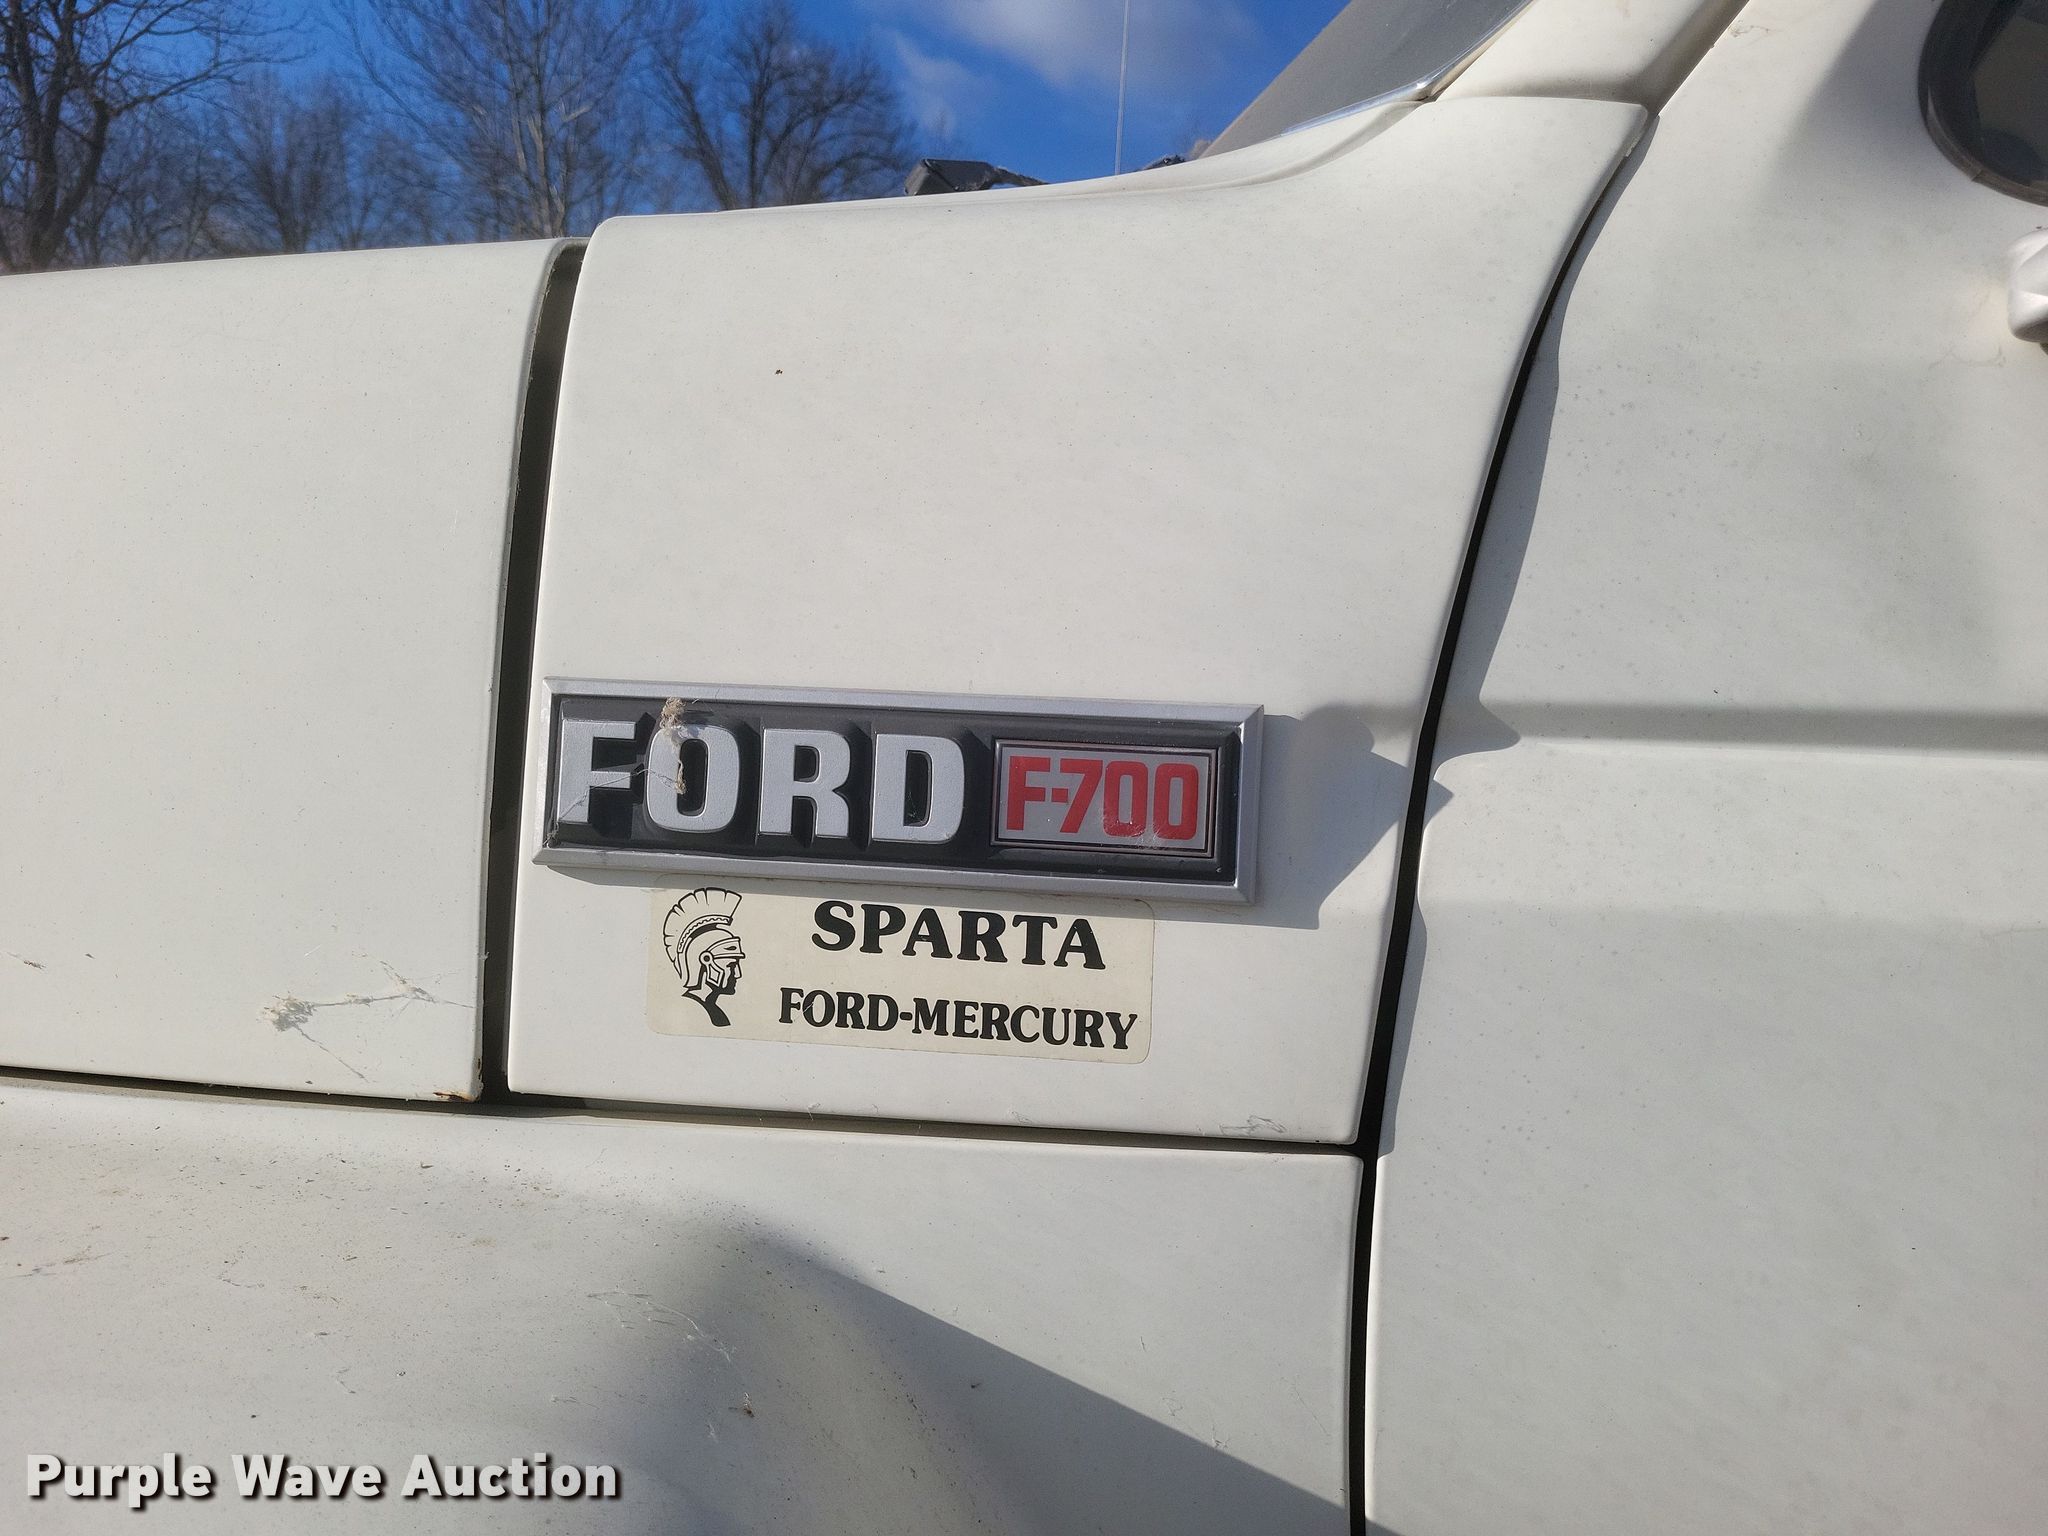 FORD F-700
SPARTA
FORD-MERCURY
Purple Wave Auction